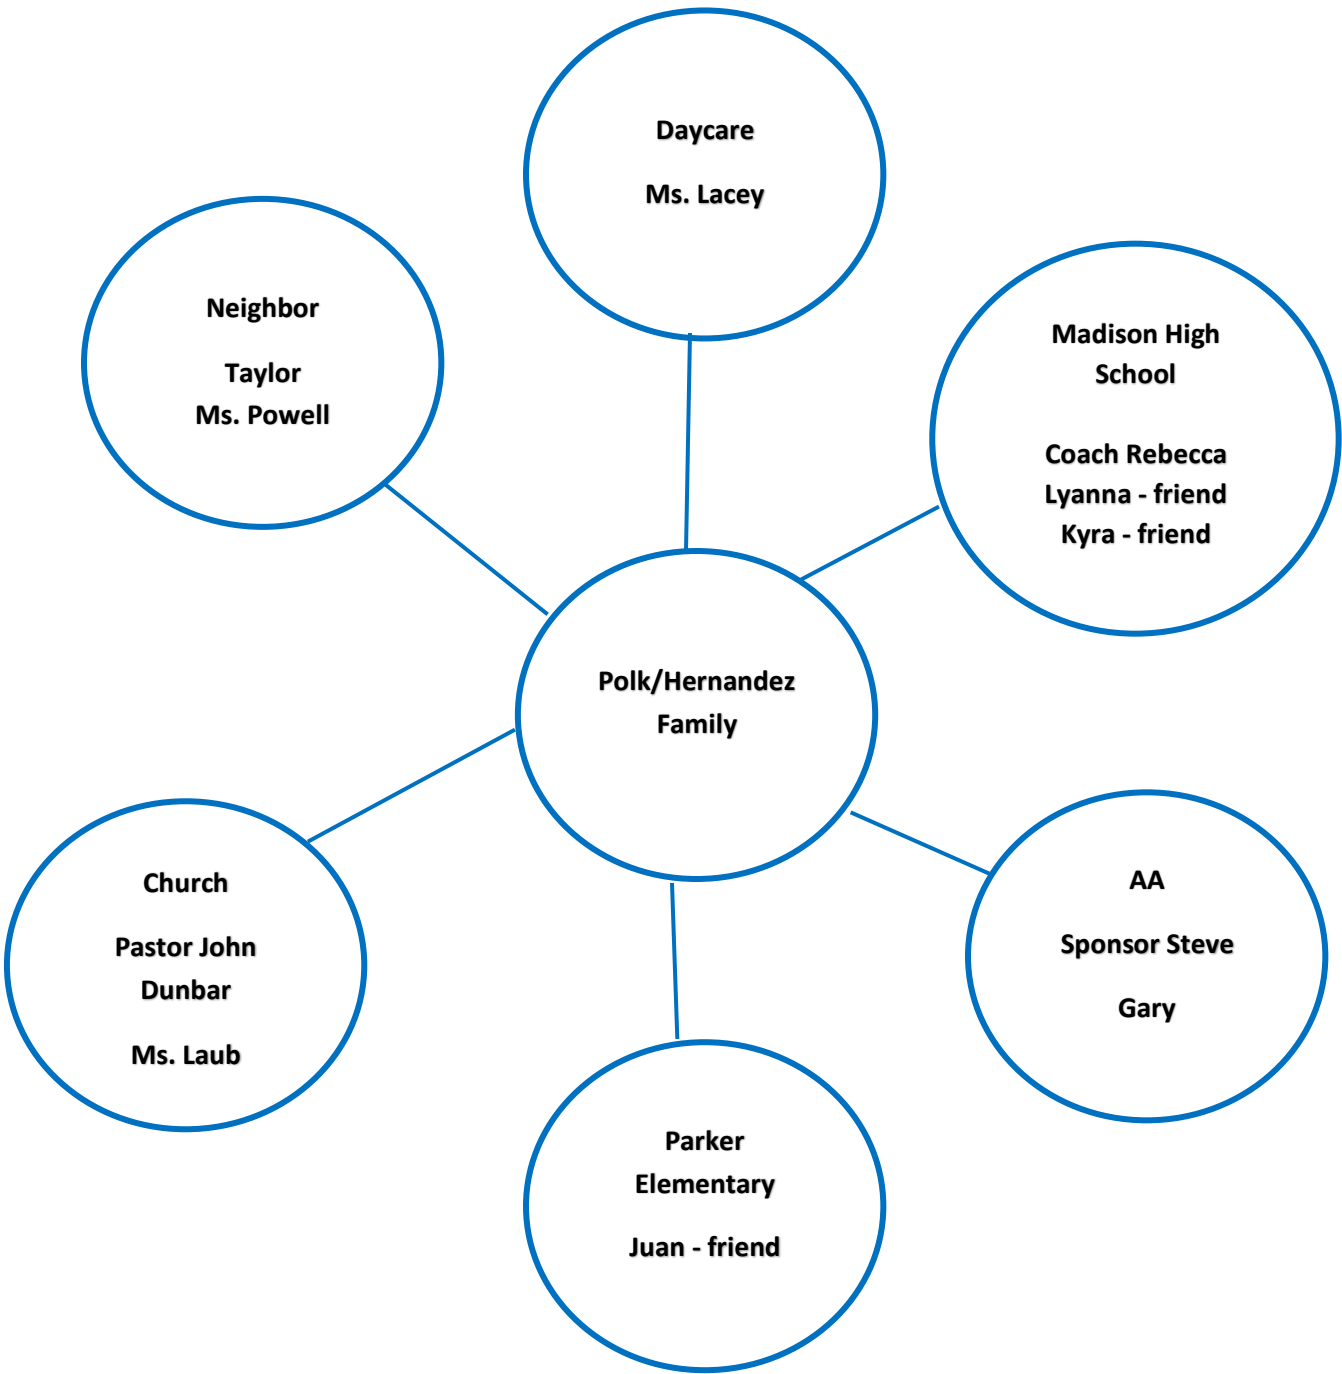 Daycare
Ms. Lacey
Neighbor
Taylor
Ms. Powell
Madison High
School
Coach Rebecca
Lyanna - friend
Kyra - friend
Polk/Hernandez
Family
Church
Pastor John
Dunbar
Ms. Laub
AA
Sponsor Steve
Gary
Parker
Elementary
Juan - friend